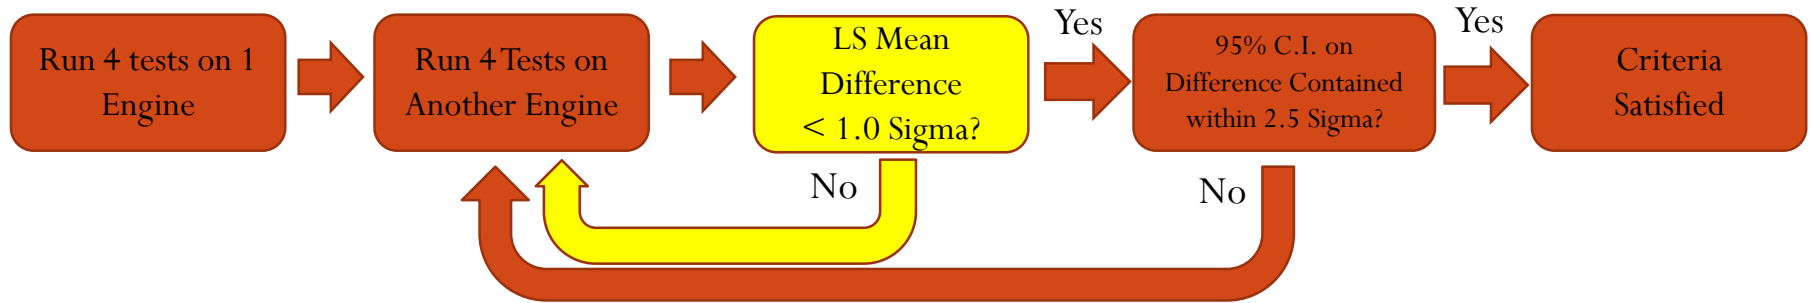 Run 4 tests on 1
Engine
Run 4 Tests on
Another Engine
LS Mean
Difference
< 1.0 Sigma?
Yes
No
95% C.I. on
Difference Contained
within 2.5 Sigma?
Yes
No
Criteria
Satisfied